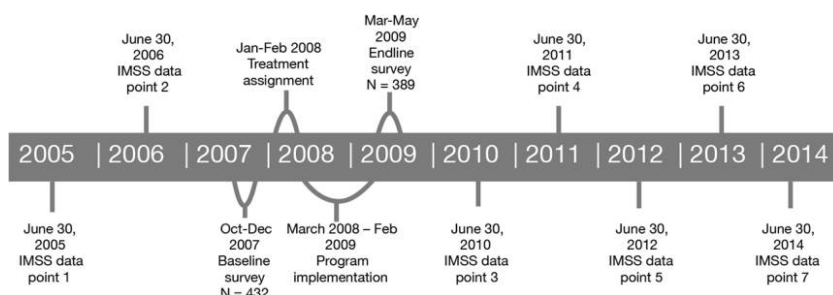 June 30,
2006
IMSS data
point 2
Jan-Feb 2008
Treatment
assignment
Mar-May
2009
Endline
survey
N = 389
June 30,
2011
IMSS data
point 4
June 30,
2013
IMSS data
point 6
2005 | 2006 | 2007 | 2008 | 2009 | 2010 | 2011 | 2012 | 2013 | 2014
June 30,
2005
IMSS data
point 1
Oct-Dec
2007
Baseline
survey
N = 432
March 2008 – Feb
2009
Program
implementation
June 30,
2010
IMSS data
point 3
June 30,
2012
IMSS data
point 5
June 30,
2014
IMSS data
point 7